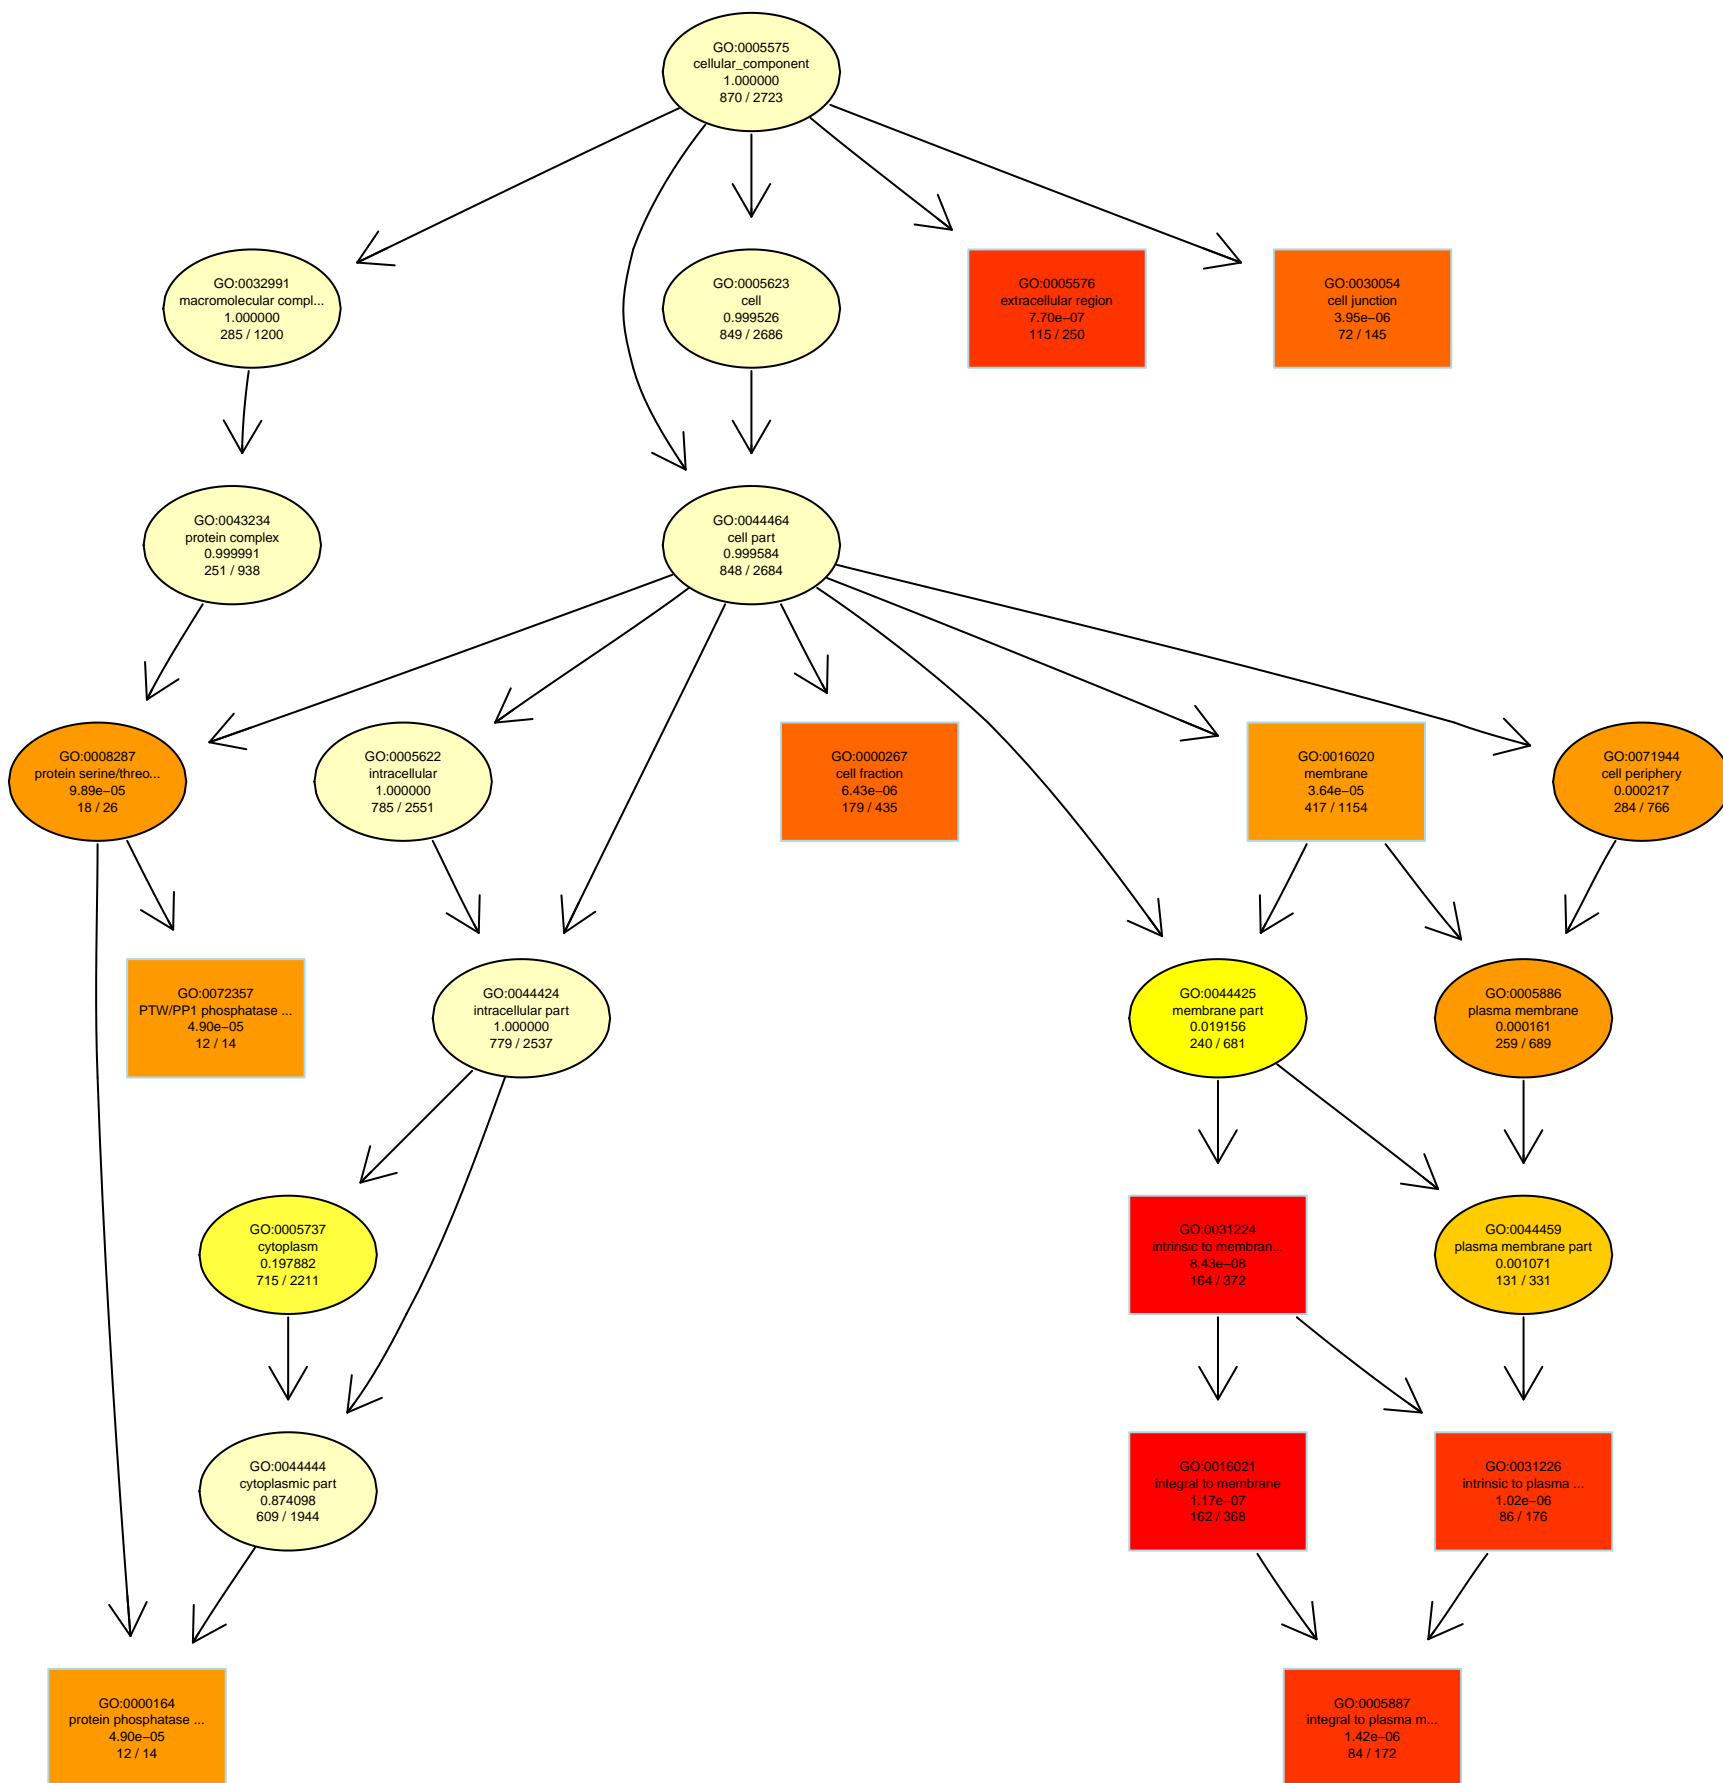 GO:0005575
cellular_component
1.000000
870 / 2723
GO:0032991
macromolecular compl...
1.000000
285 / 1200
GO:0005623
cell
0.999526
849 / 2686
GO:0005576
extracellular region
7.70e−07
115 / 250
GO:0030054
cell junction
3.95e−06
72 / 145
GO:0043234
protein complex
0.999991
251 / 938
GO:0044464
cell part
0.999584
848 / 2684
GO:0008287
protein serine/threo...
9.89e−05
18 / 26
GO:0005622
intracellular
1.000000
785 / 2551
GO:0000267
cell fraction
6.43e−06
179 / 435
GO:0016020
membrane
3.64e−05
417 / 1154
GO:0071944
cell periphery
0.000217
284 / 766
GO:0072357
PTW/PP1 phosphatase ...
4.90e−05
12 / 14
GO:0044424
intracellular part
1.000000
779 / 2537
GO:0044425
membrane part
0.019156
240 / 681
GO:0005886
plasma membrane
0.000161
259 / 689
GO:0005737
cytoplasm
0.197882
715 / 2211
GO:0031224
intrinsic to membran...
8.43e−08
164 / 372
GO:0044459
plasma membrane part
0.001071
131 / 331
GO:0044444
cytoplasmic part
0.874098
609 / 1944
GO:0016021
integral to membrane
1.17e−07
162 / 368
GO:0031226
intrinsic to plasma ...
1.02e−06
86 / 176
GO:0000164
protein phosphatase ...
4.90e−05
12 / 14
GO:0005887
integral to plasma m...
1.42e−06
84 / 172